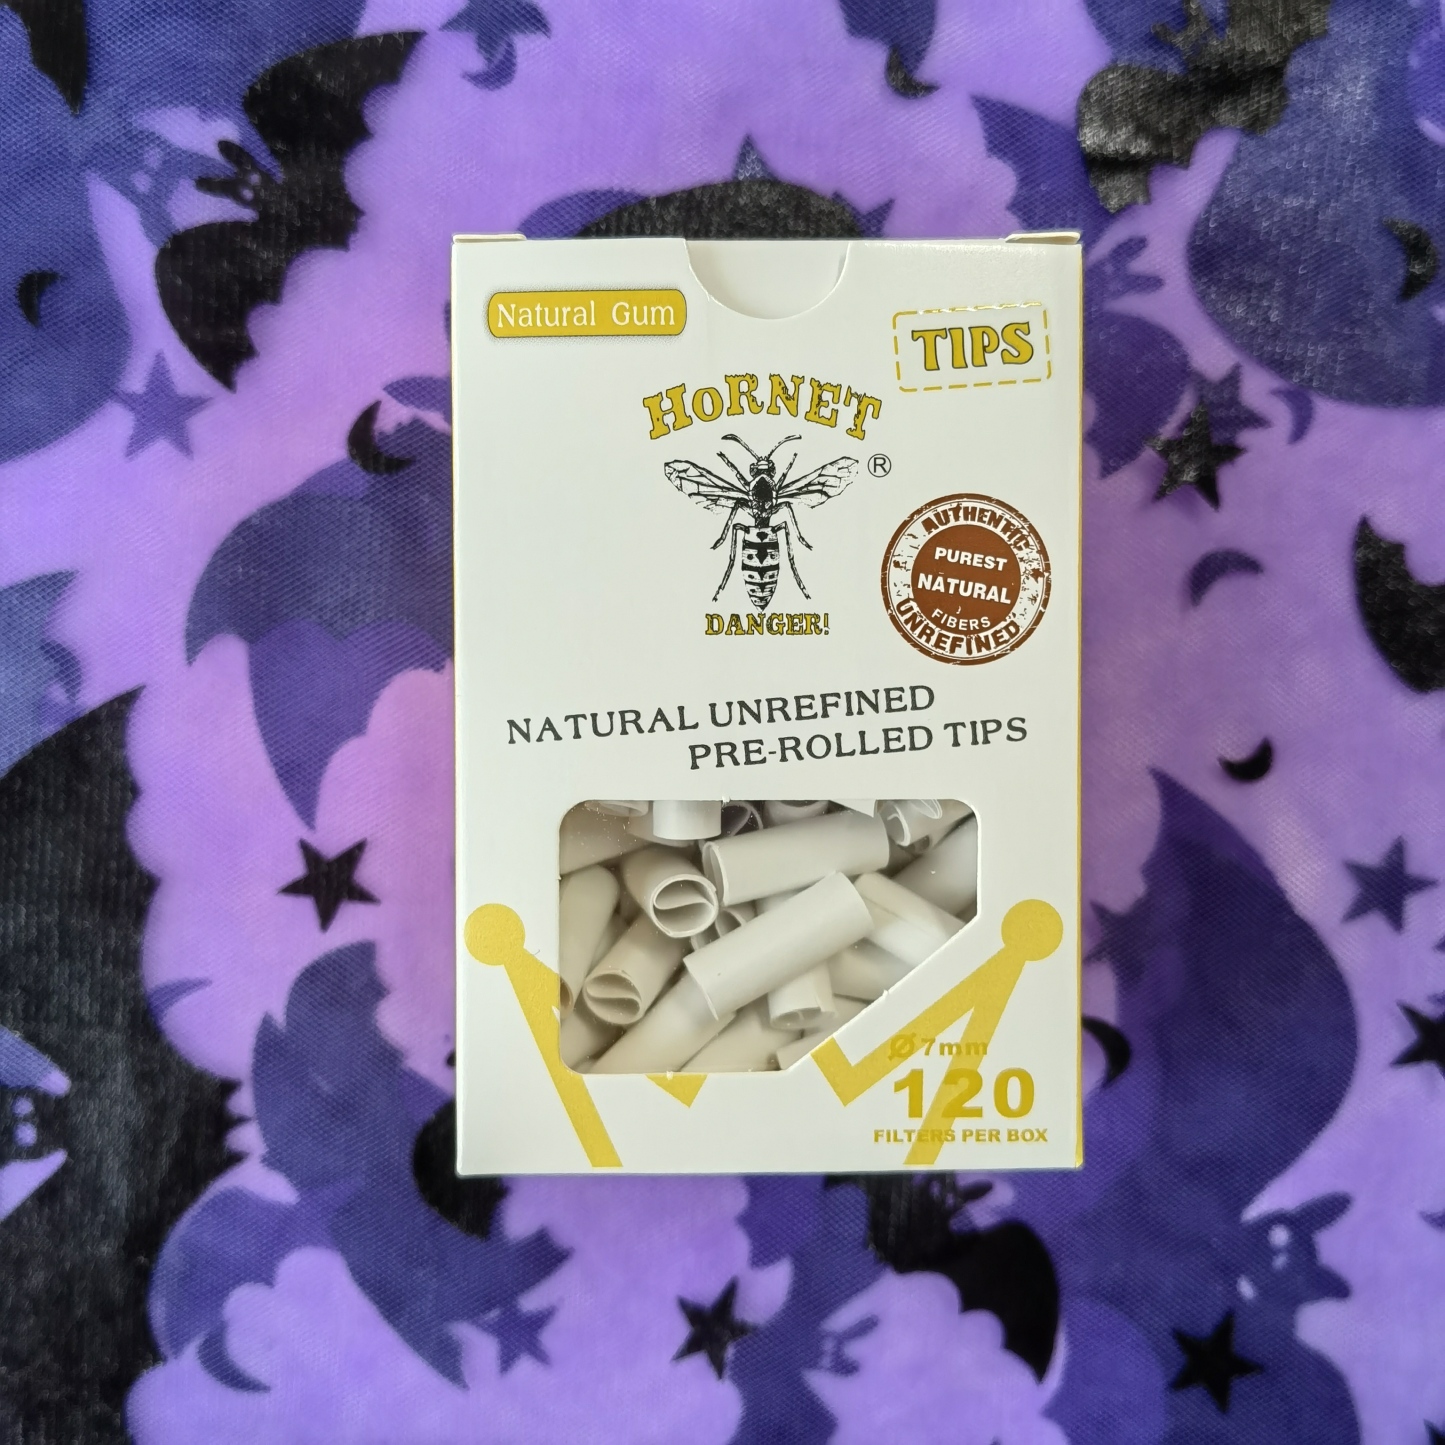 Natural Gum
TIPS
HORNET
®
DANGER!
AUTHENTIC
PUREST
NATURAL
FIBERS
UNREFINED
NATURAL UNREFINED
PRE-ROLLED TIPS
Ø7mm
120
FILTERS PER BOX